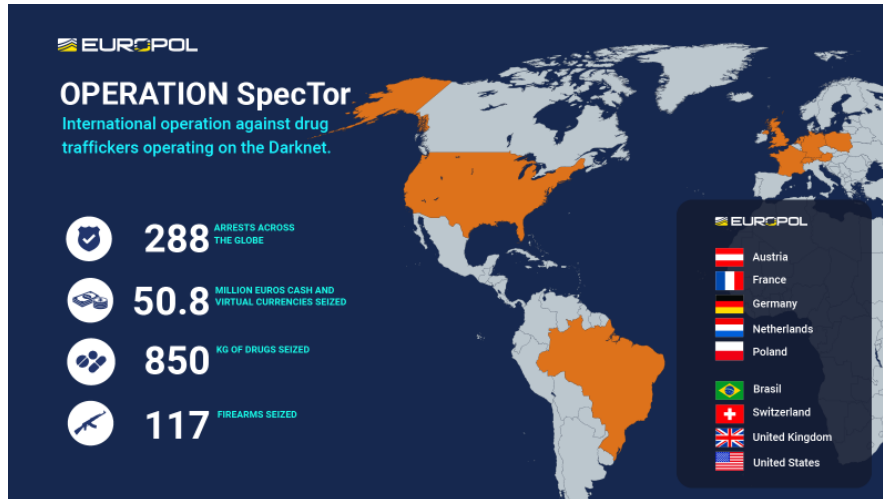 EUROPOL
OPERATION SpecTor
International operation against drug
traffickers operating on the Darknet.
288
ARRESTS ACROSS
THE GLOBE
50.8
MILLION EUROS CASH AND
VIRTUAL CURRENCIES SEIZED
850
KG OF DRUGS SEIZED
117
FIREARMS SEIZED
EUROPOL
Austria
France
Germany
Netherlands
Poland
Brasil
Switzerland
United Kingdom
United States